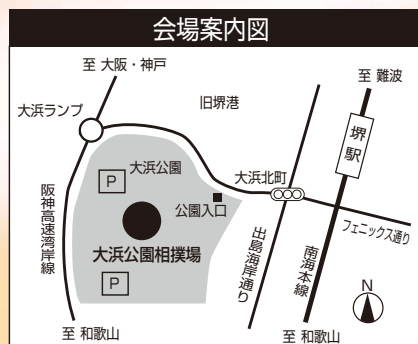 会場案内図
至 大阪・神戸
至 難波
旧堺港
大浜ランプ
堺駅
大浜公園
大浜北町
P
公園入口
阪神高速湾岸線
フェニックス通り
大浜公園相撲場
出島海岸通り
南海本線
P
N
至 和歌山
至 和歌山